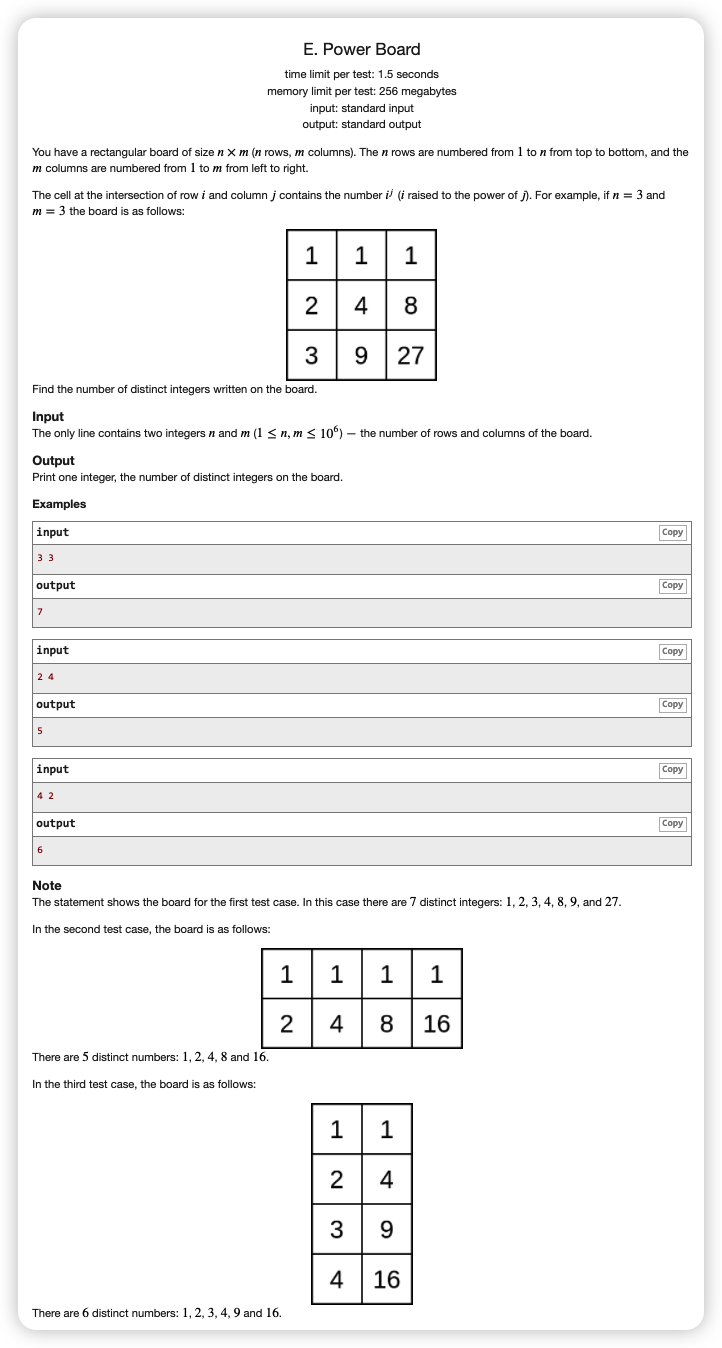 E. Power Board
time limit per test: 1.5 seconds
memory limit per test: 256 megabytes
input: standard input
output: standard output
You have a rectangular board of size n × m (n rows, m columns). The n rows are numbered from 1 to n from top to bottom, and the
m columns are numbered from 1 to m from left to right.
The cell at the intersection of row i and column j contains the number i^j (i raised to the power of j). For example, if n = 3 and
m = 3 the board is as follows:
1 1 1
2 4 8
3 9 27
Find the number of distinct integers written on the board.
Input
The only line contains two integers n and m (1 ≤ n, m ≤ 10^6) — the number of rows and columns of the board.
Output
Print one integer, the number of distinct integers on the board.
Examples
input Copy
3 3
output Copy
7
input Copy
2 4
output Copy
5
input Copy
4 2
output Copy
6
Note
The statement shows the board for the first test case. In this case there are 7 distinct integers: 1, 2, 3, 4, 8, 9, and 27.
In the second test case, the board is as follows:
1 1 1 1
2 4 8 16
There are 5 distinct numbers: 1, 2, 4, 8 and 16.
In the third test case, the board is as follows:
1 1
2 4
3 9
4 16
There are 6 distinct numbers: 1, 2, 3, 4, 9 and 16.